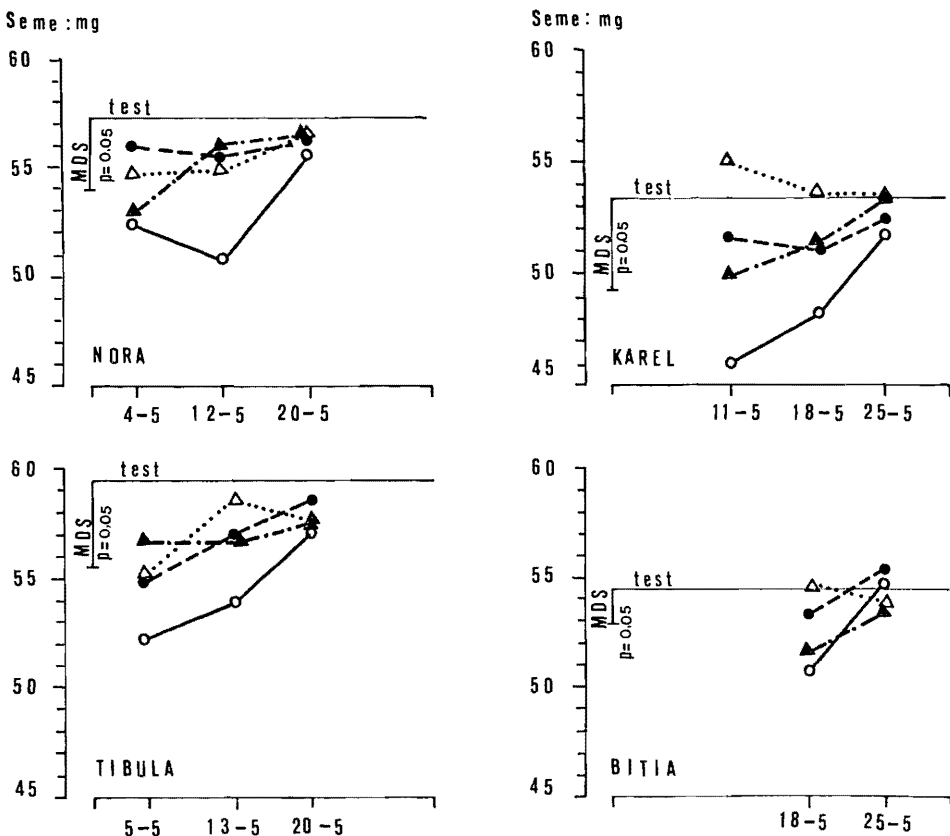 Seme: mg
60
test
MDS
p=0.05
55
50
NORA
45
4-5 12-5 20-5
Seme: mg
60
55
test
MDS
p=0.05
50
KAREL
45
11-5 18-5 25-5
60
test
MDS
p=0.05
55
50
TIBULA
45
5-5 13-5 20-5
60
55
test
MDS
p=0.05
50
BITIA
45
18-5 25-5